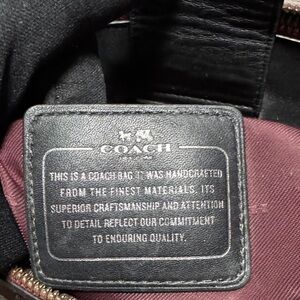 COACH
THIS IS A COACH BAG. IT WAS HANDCRAFTED
FROM THE FINEST MATERIALS. ITS
SUPERIOR CRAFTSMANSHIP AND ATTENTION
TO DETAIL REFLECT OUR COMMITMENT
TO ENDURING QUALITY.